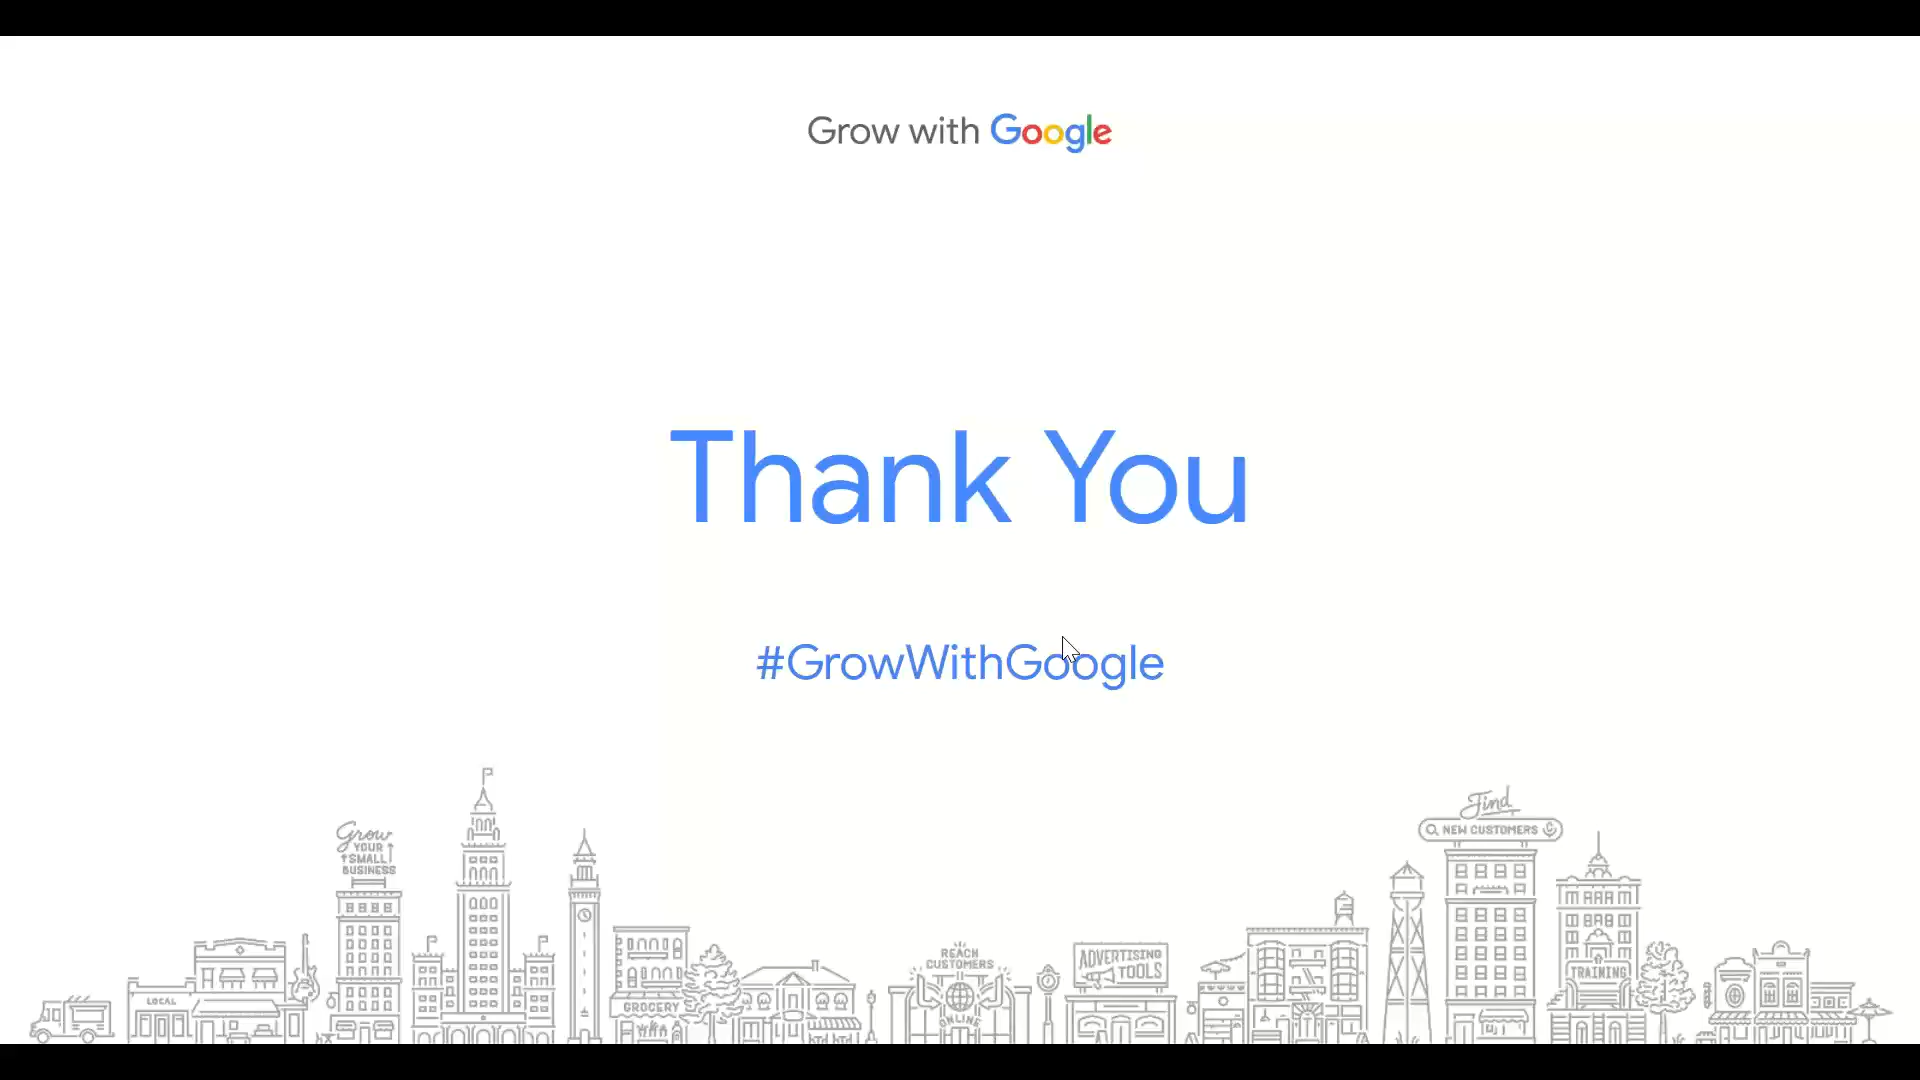 Grow with Google
Thank You
#GrowWithGoogle
Grow
YOUR
SMALL
BUSINESS
Find
NEW CUSTOMERS
REACH
CUSTOMERS
ONLINE
ADVERTISING
TOOLS
TRAINING
LOCAL
GROCERY